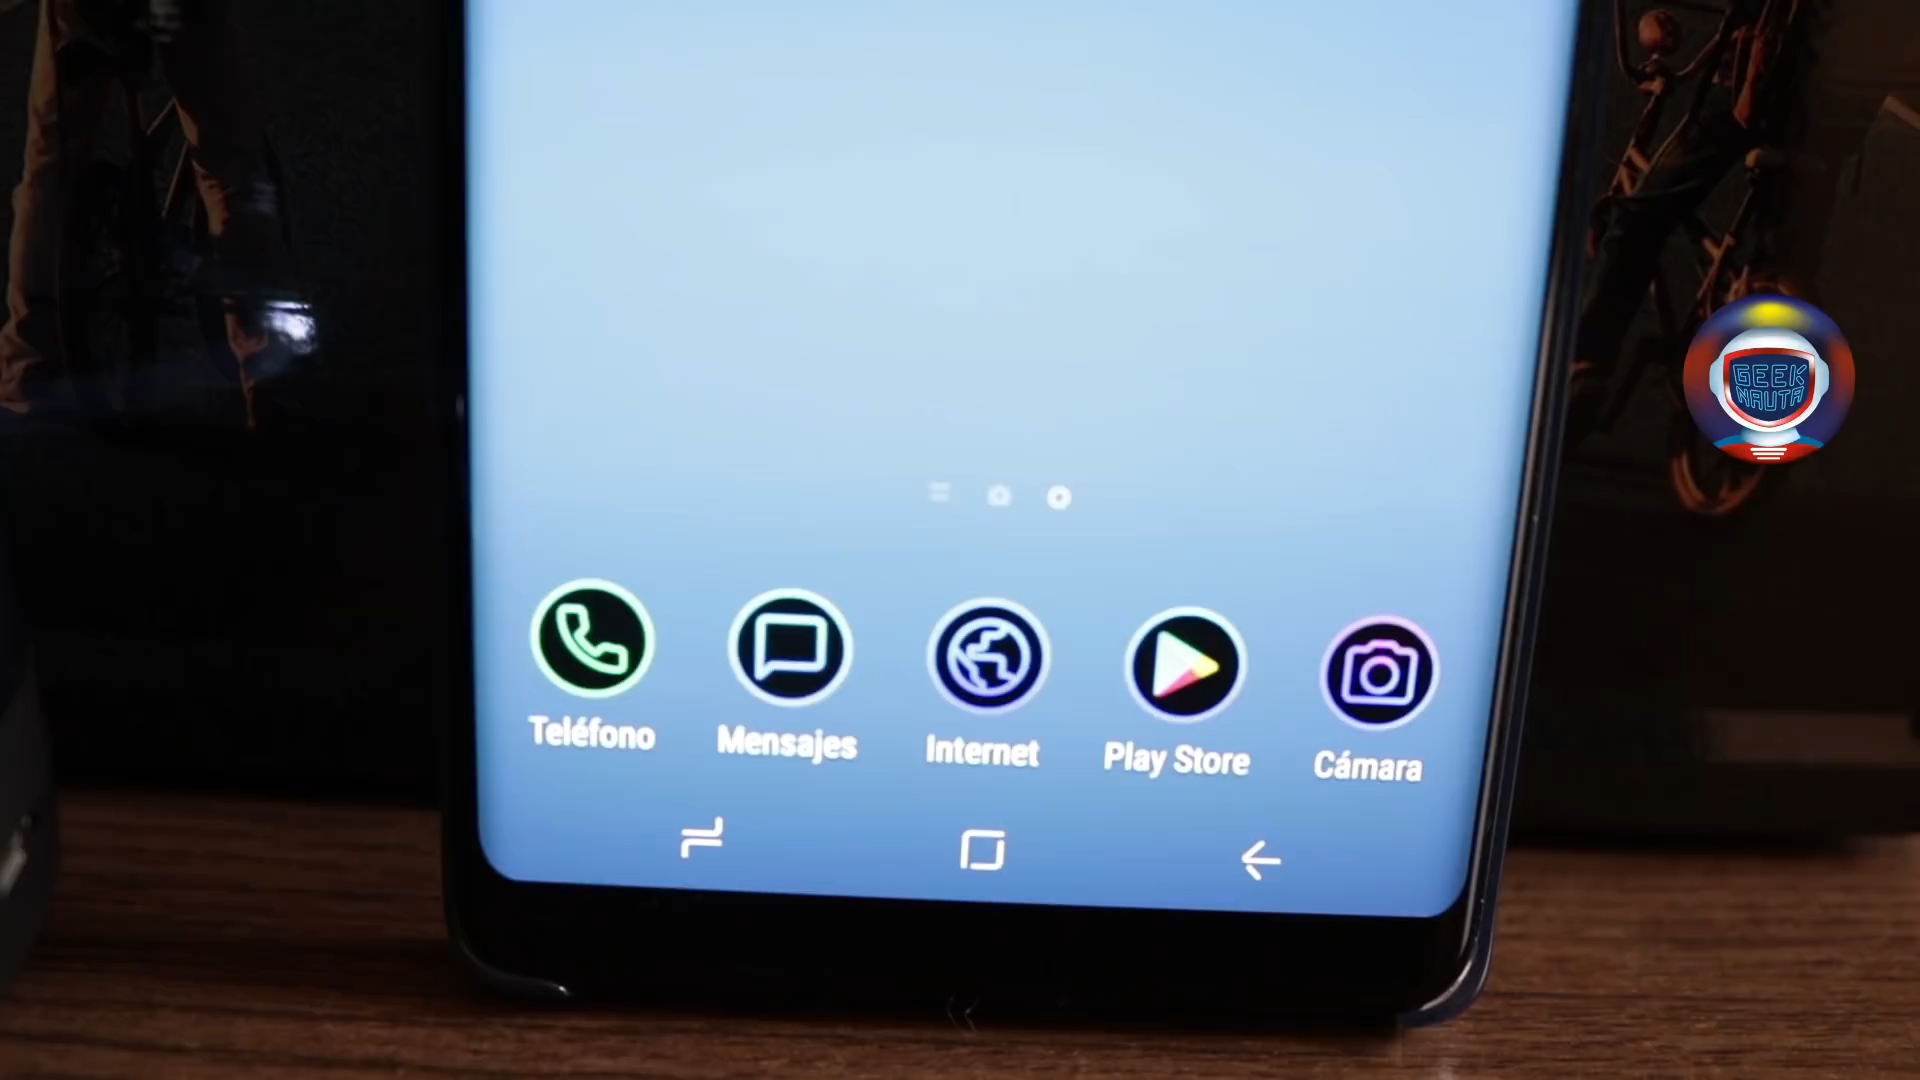 GEEK
NAUTA
Teléfono
Mensajes
Internet
Play Store
Cámara